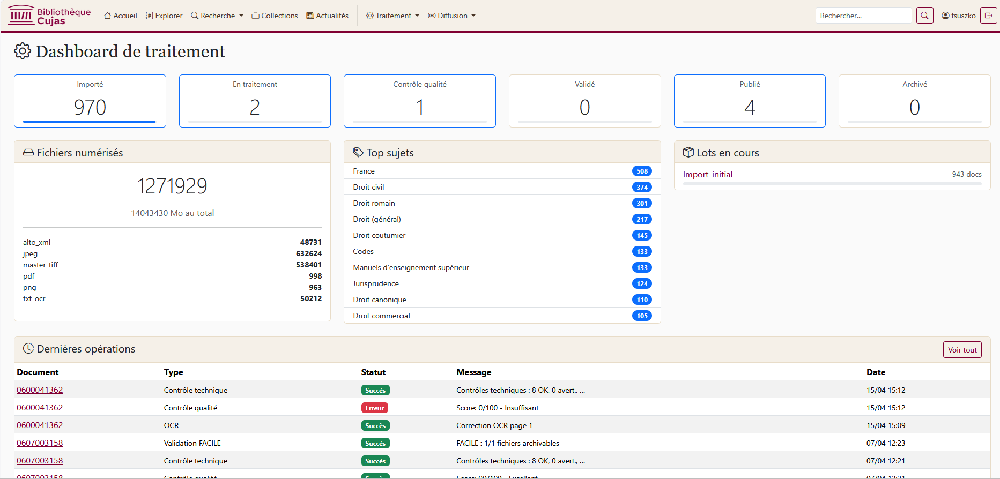 Bibliothèque
Cujas
Accueil Explorer Recherche Collections Actualités Traitement Diffusion Rechercher... fsuszko
Dashboard de traitement
Importé
970
En traitement
2
Contrôle qualité
1
Validé
0
Publié
4
Archivé
0
Fichiers numérisés
1271929
14043430 Mo au total
alto_xml 48731
jpeg 632624
master_tiff 538401
pdf 998
png 963
txt_ocr 50212
Top sujets
France 508
Droit civil 374
Droit romain 301
Droit (général) 217
Droit coutumier 145
Codes 133
Manuels d'enseignement supérieur 133
Jurisprudence 124
Droit canonique 110
Droit commercial 105
Lots en cours
Import_initial 943 docs
Dernières opérations Voir tout
Document Type Statut Message Date
0600041362 Contrôle technique Succès Contrôles techniques : 8 OK, 0 avert., ... 15/04 15:12
0600041362 Contrôle qualité Erreur Score: 0/100 - Insuffisant 15/04 15:12
0600041362 OCR Succès Correction OCR page 1 15/04 15:09
0607003158 Validation FACILE Succès FACILE : 1/1 fichiers archivables 07/04 12:23
0607003158 Contrôle technique Succès Contrôles techniques : 8 OK, 0 avert., ... 07/04 12:21
0607003158 Contrôle qualité Succès Score: 90/100 - Excellent 07/04 12:21